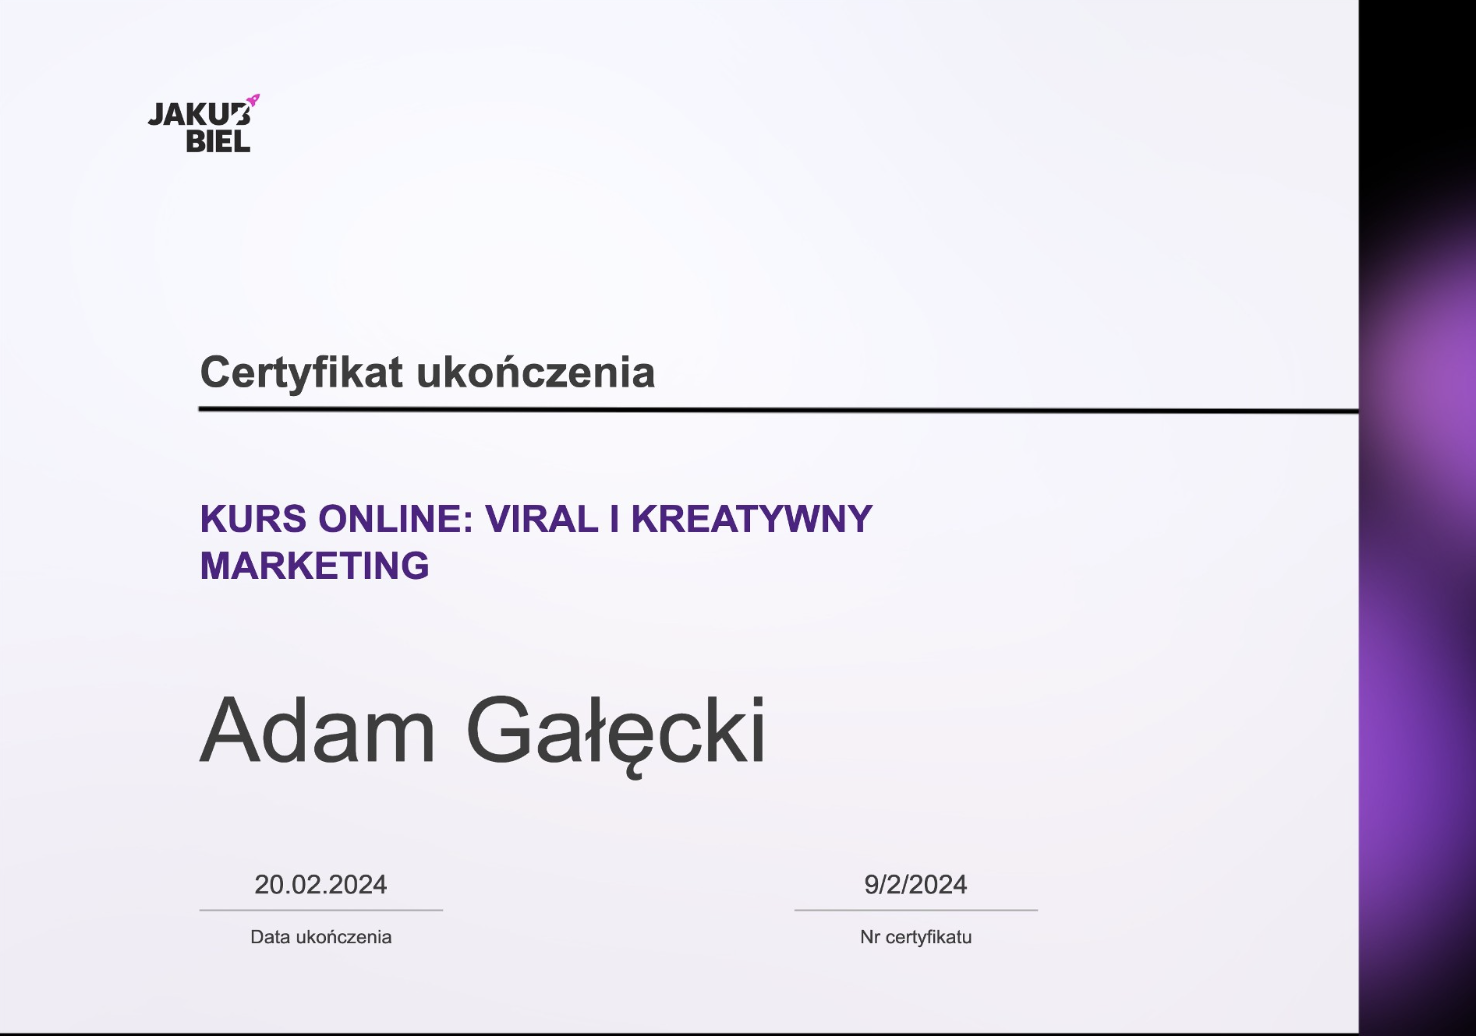 JAKUB
BIEL
Certyfikat ukończenia
KURS ONLINE: VIRAL I KREATYWNY
MARKETING
Adam Gałęcki
20.02.2024
Data ukończenia
9/2/2024
Nr certyfikatu